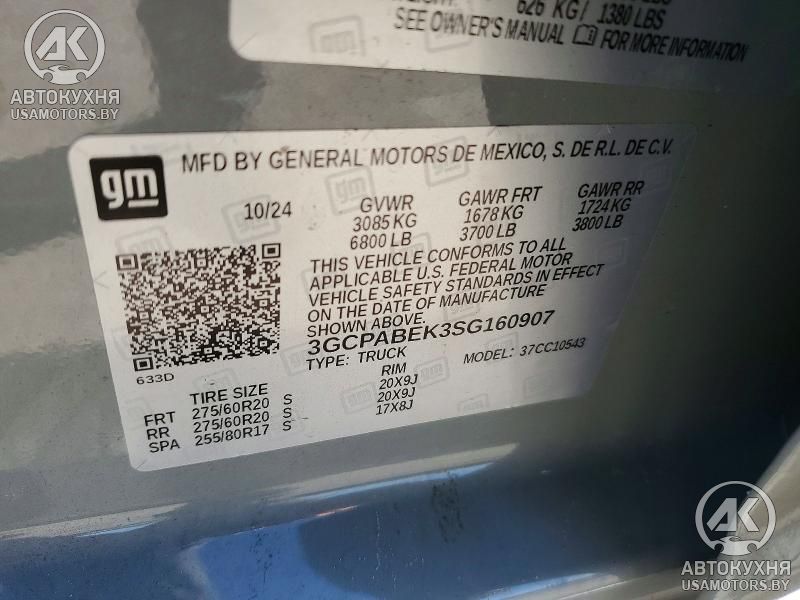 626 KG/ 1380 LBS
SEE OWNER'S MANUAL FOR MORE INFORMATION
AK
АВТОКУХНЯ
USAMOTORS.BY
gm
MFD BY GENERAL MOTORS DE MEXICO, S. DE R.L. DE C.V.
10/24 GVWR GAWR FRT GAWR RR
3085 KG 1678 KG 1724 KG
6800 LB 3700 LB 3800 LB
THIS VEHICLE CONFORMS TO ALL
APPLICABLE U.S. FEDERAL MOTOR
VEHICLE SAFETY STANDARDS IN EFFECT
ON THE DATE OF MANUFACTURE
SHOWN ABOVE.
3GCPABEK3SG160907
633D
TYPE: TRUCK MODEL: 37CC10543
TIRE SIZE RIM
FRT 275/60R20 S 20X9J
RR 275/60R20 S 20X9J
SPA 255/80R17 S 17X8J
AK
АВТОКУХНЯ
USAMOTORS.BY